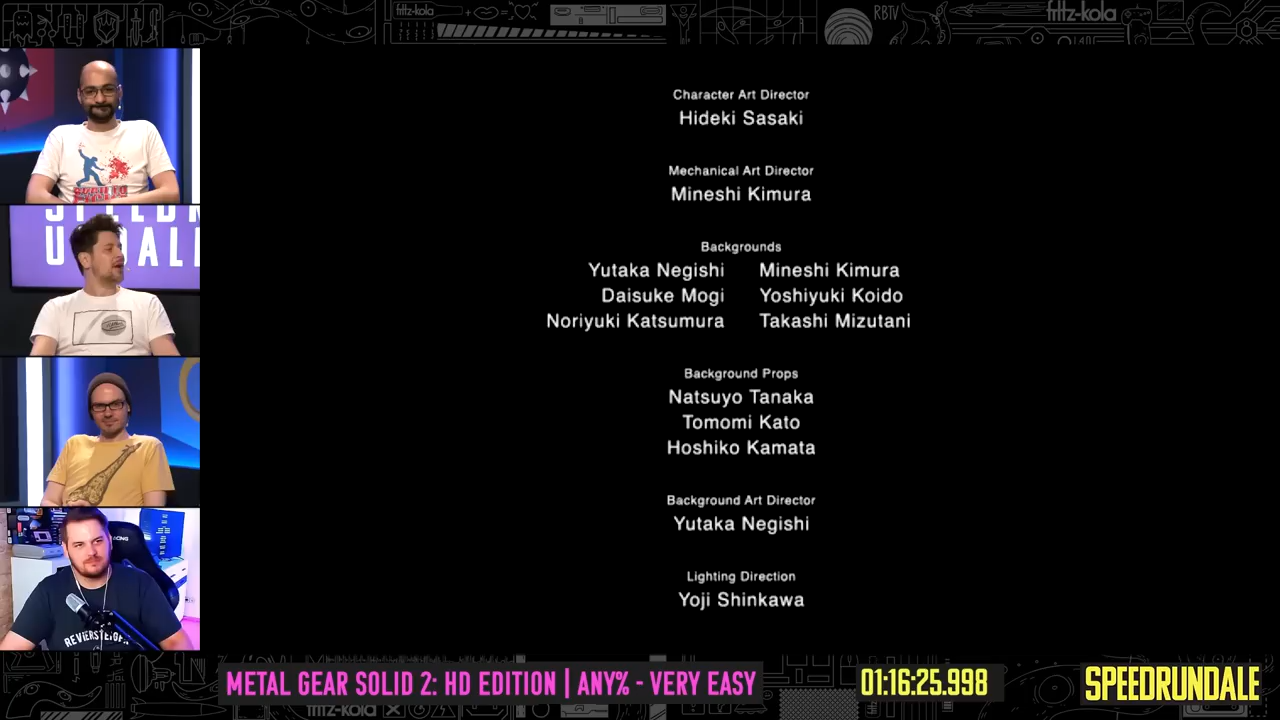 fritz-kola
RBTV
fritz-kola
Character Art Director
Hideki Sasaki
Mechanical Art Director
Mineshi Kimura
Backgrounds
Yutaka Negishi Mineshi Kimura
Daisuke Mogi Yoshiyuki Koido
Noriyuki Katsumura Takashi Mizutani
Background Props
Natsuyo Tanaka
Tomomi Kato
Hoshiko Kamata
Background Art Director
Yutaka Negishi
Lighting Direction
Yoji Shinkawa
METAL GEAR SOLID 2: HD EDITION | ANY% - VERY EASY
01:16:25.998
SPEEDRUNDALE
fritz-kola